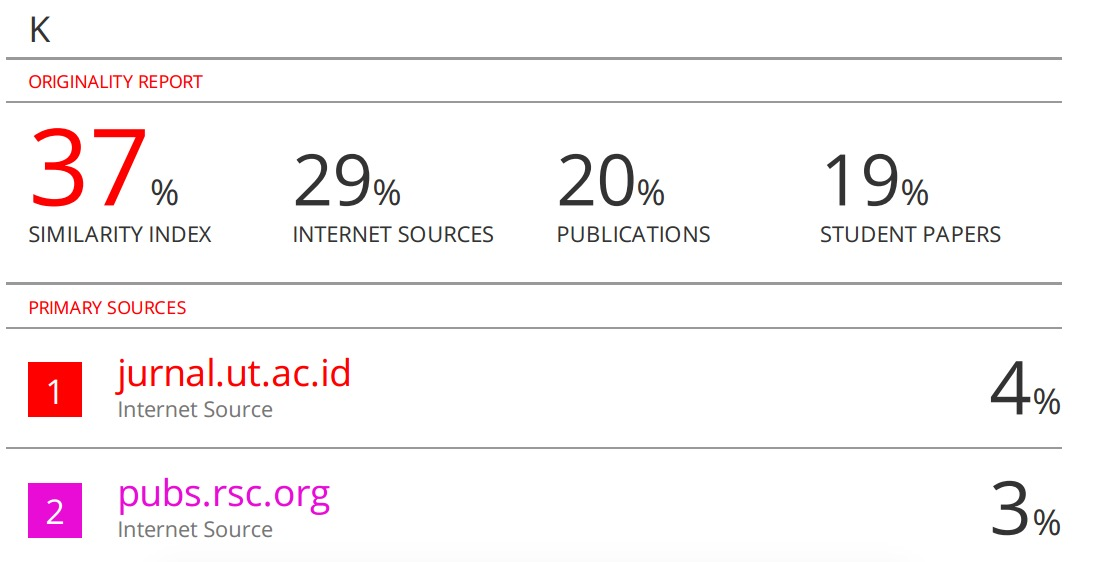 K
ORIGINALITY REPORT
37% 29% 20% 19%
SIMILARITY INDEX INTERNET SOURCES PUBLICATIONS STUDENT PAPERS
PRIMARY SOURCES
1 jurnal.ut.ac.id 4%
Internet Source
2 pubs.rsc.org 3%
Internet Source